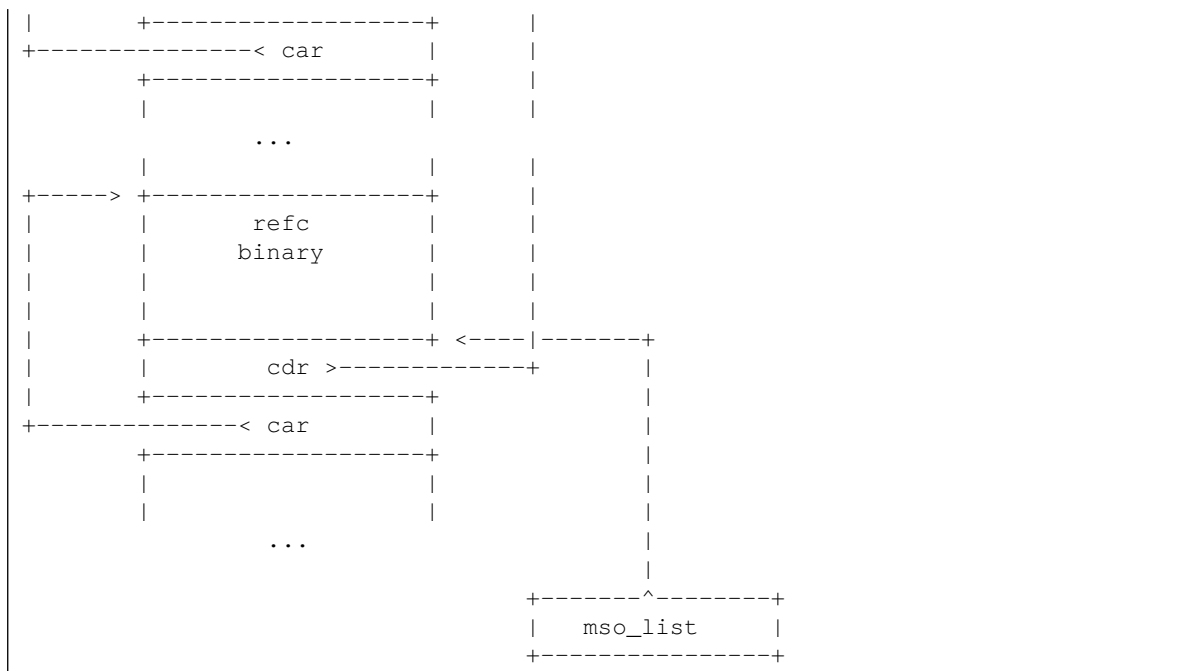 |       +-------------------+       |
+---------------< car       |       |
        +-------------------+       |
        |                   |       |
                ...
        |                   |       |
+-----> +-------------------+       |
|       |       refc        |       |
|       |      binary       |       |
|       |                   |       |
|       |                   |       |
|       +-------------------+ <----|-------+
|       |        cdr >-------------+       |
|       +-------------------+              |
+--------------< car        |              |
        +-------------------+              |
        |                   |              |
        |                   |              |
                 ...                       |
                                           |
                                   +-------^--------+
                                   |   mso_list     |
                                   +----------------+